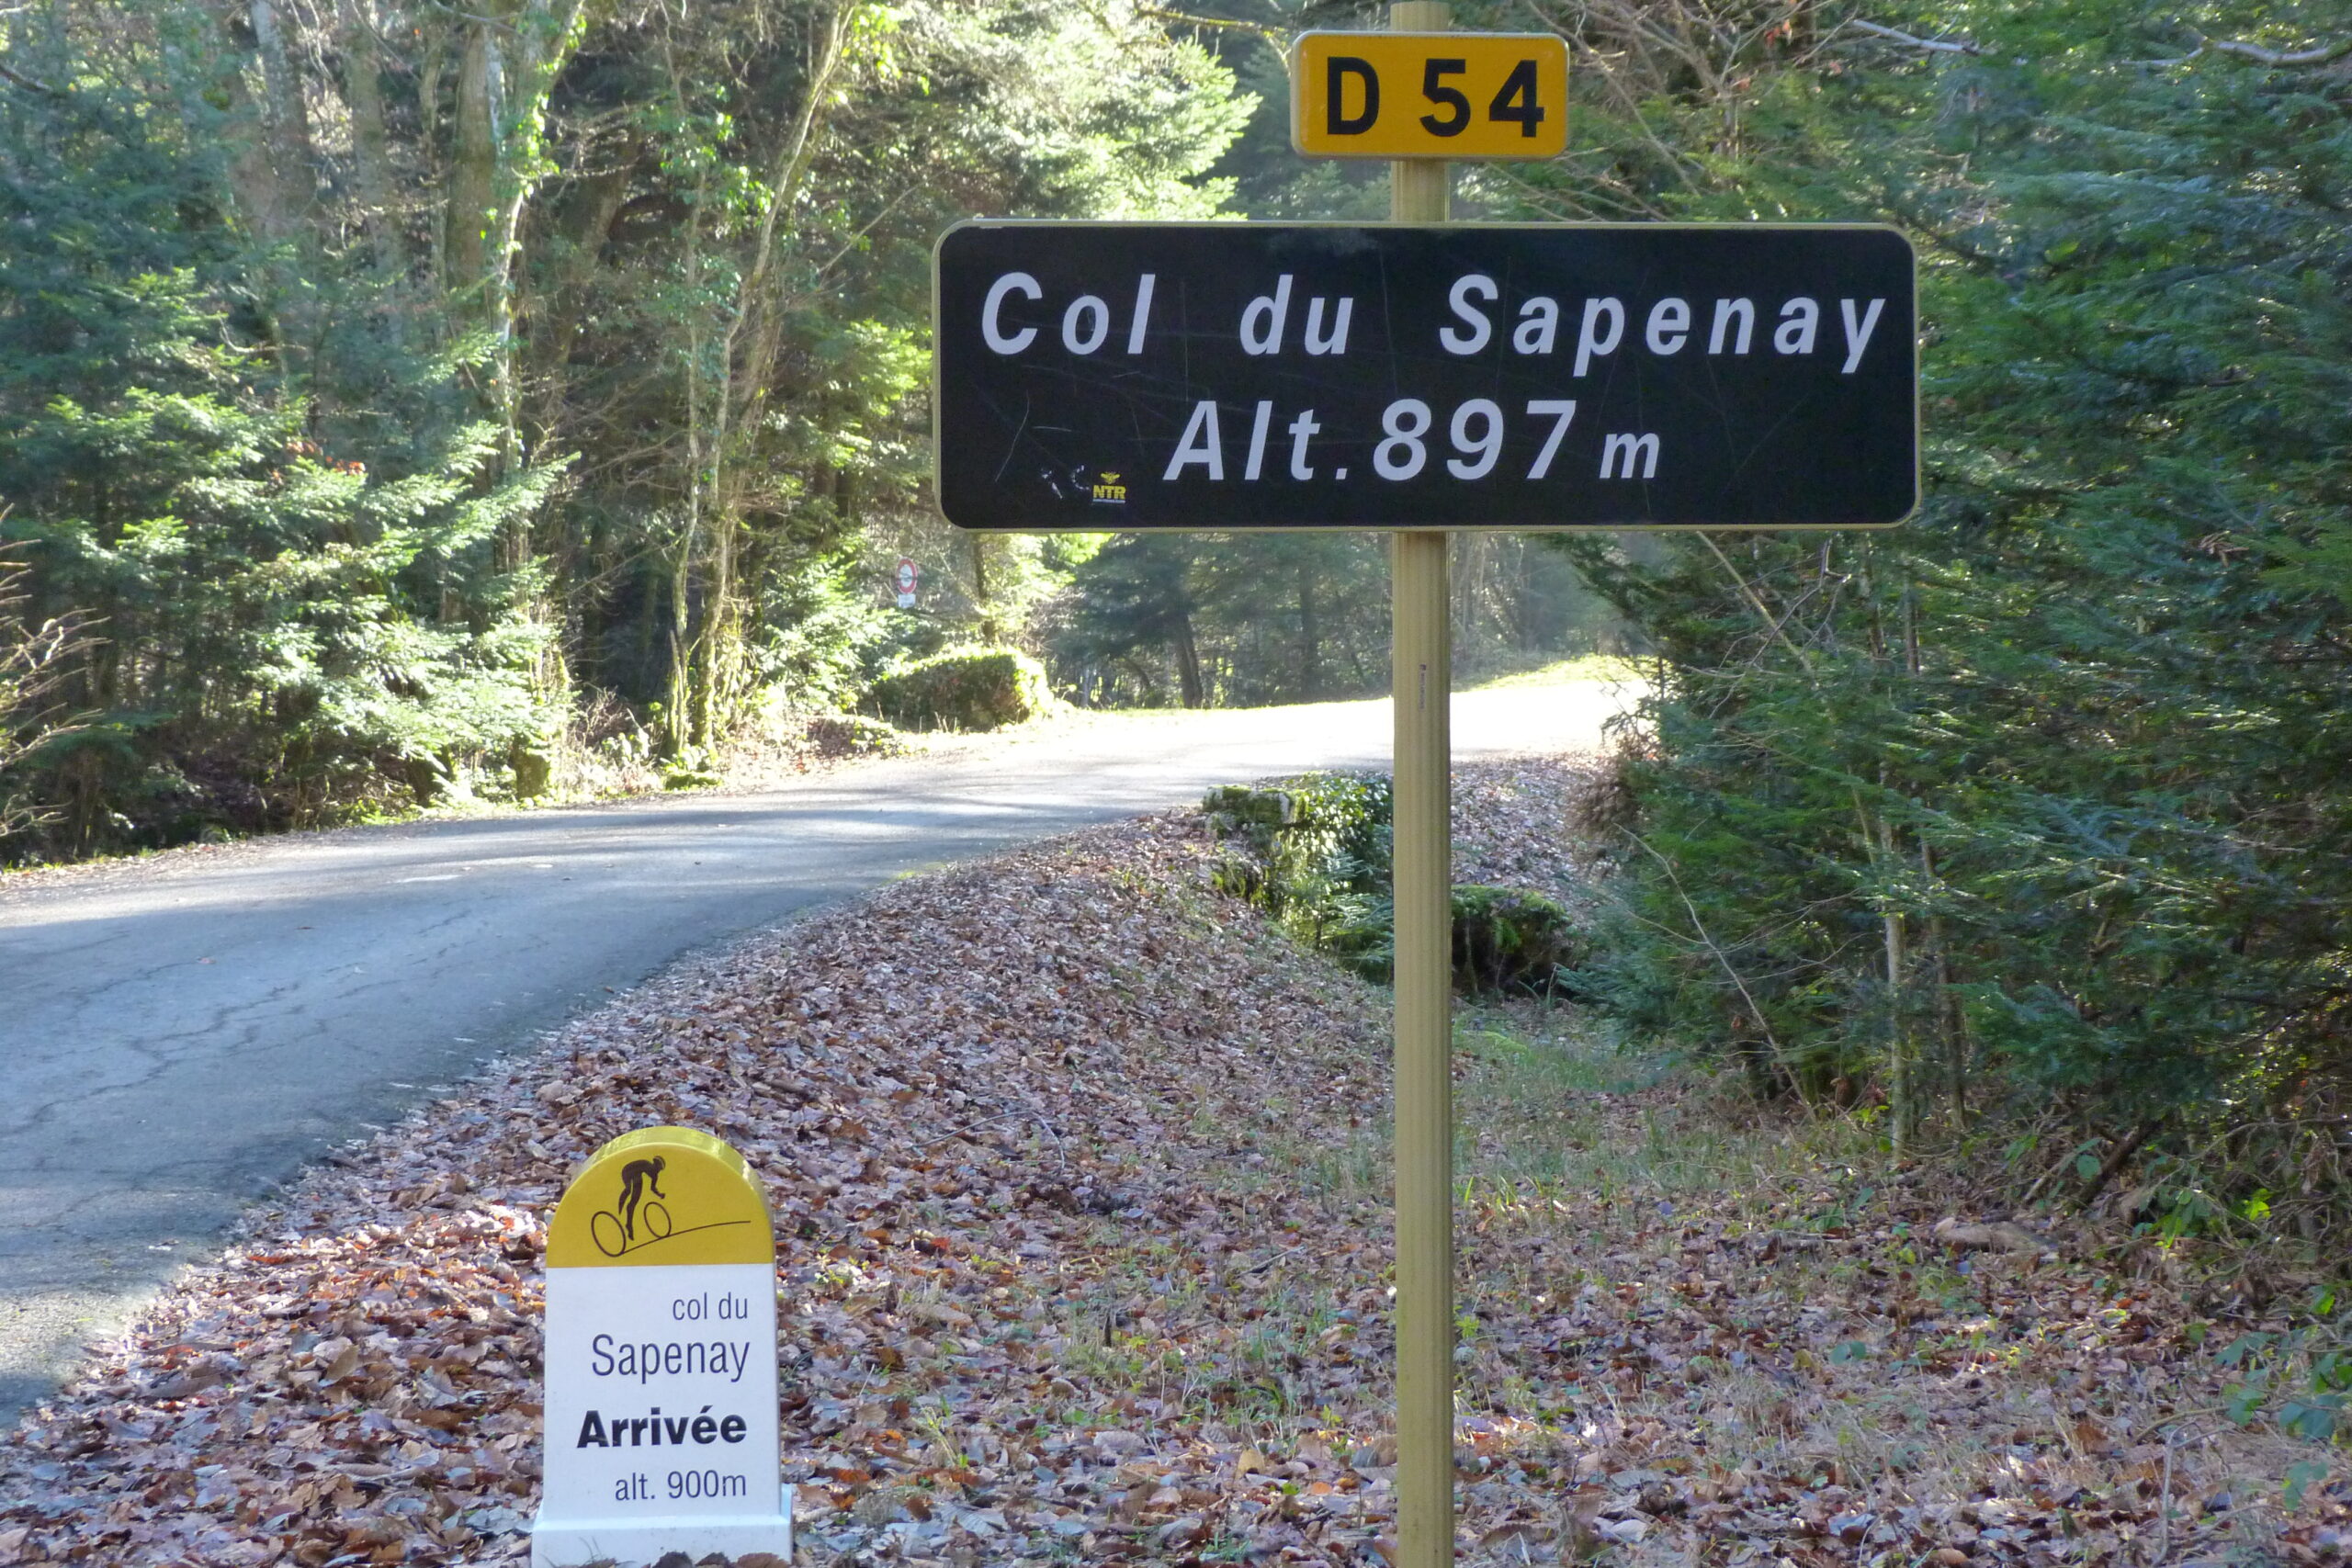 D 54
Col du Sapenay
Alt. 897 m
NTR
col du
Sapenay
Arrivée
alt. 900m